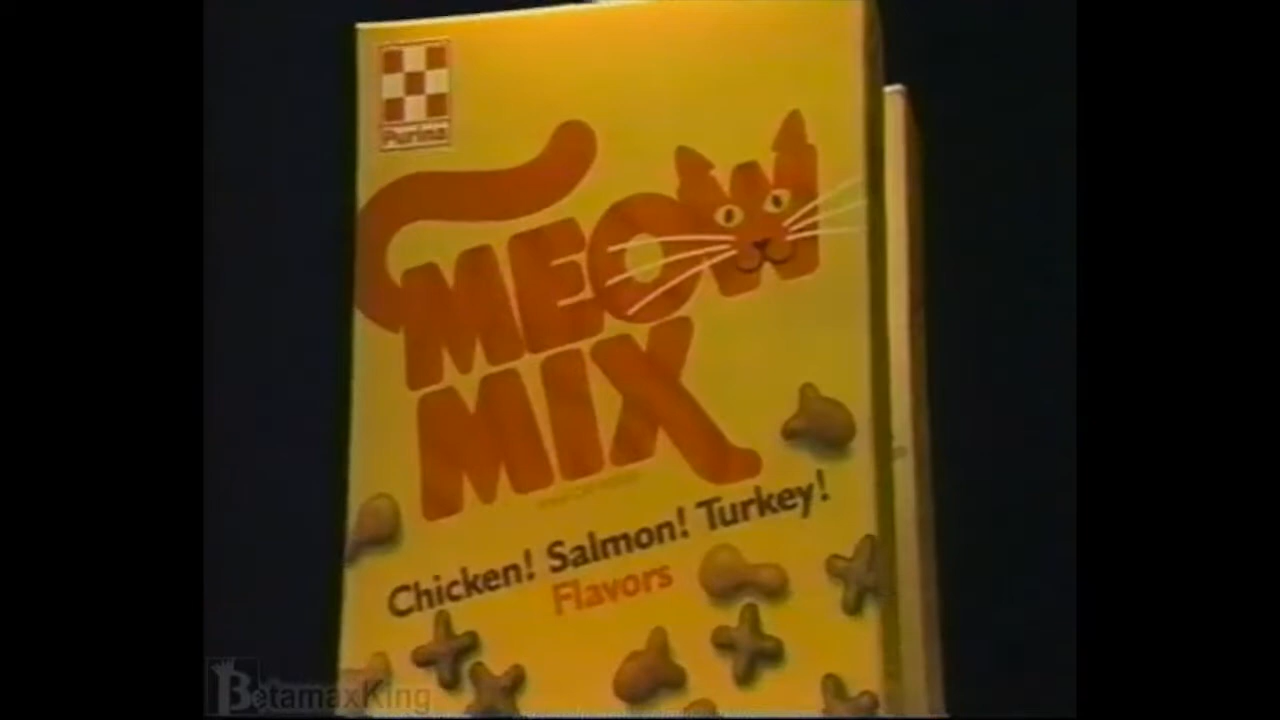 Purina
MEOW
MIX
Chicken! Salmon! Turkey!
Flavors
BetamaxKing